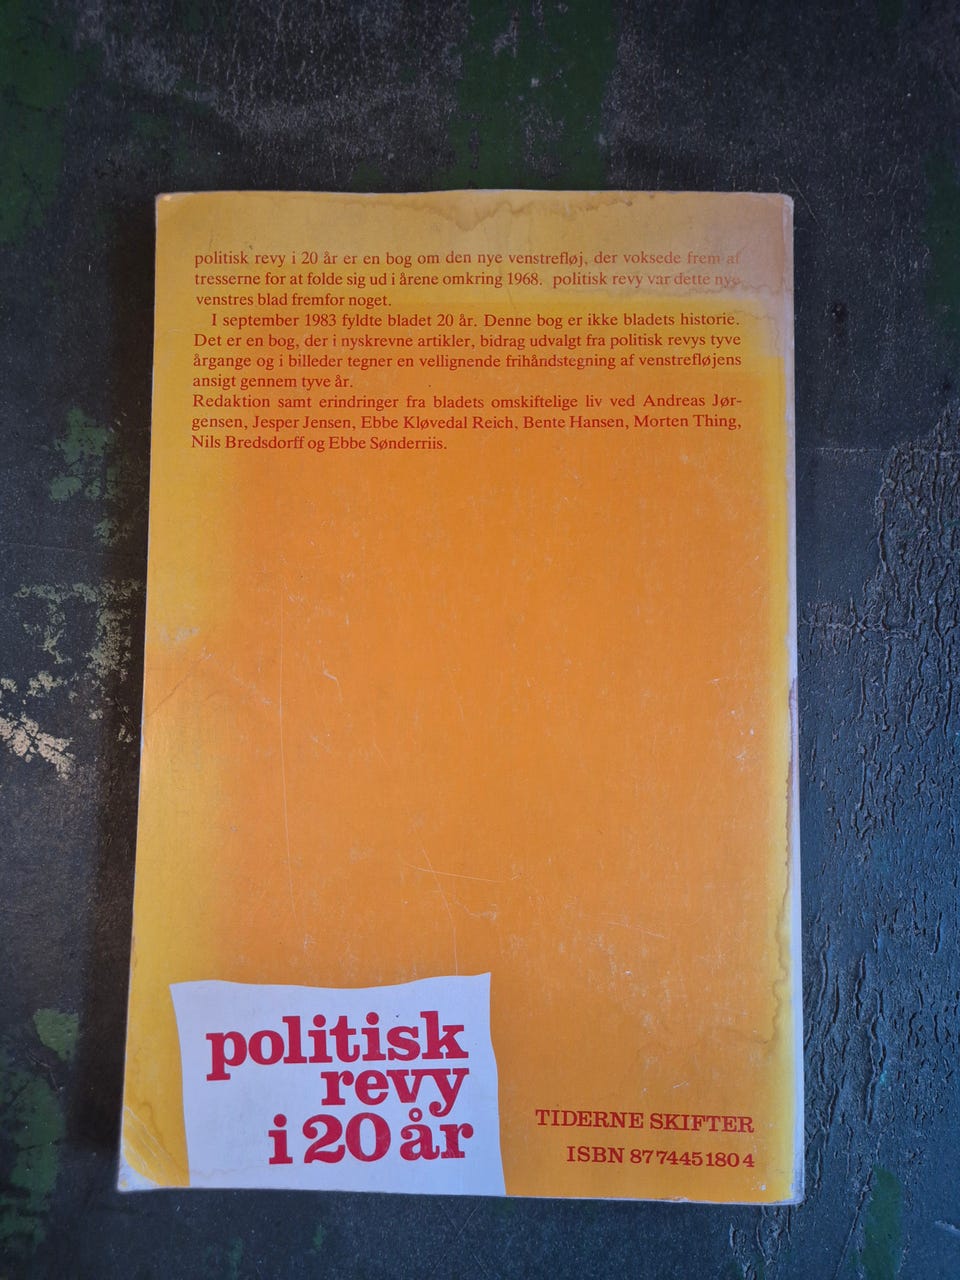 politisk revy i 20 år er en bog om den nye venstrefløj, der voksede frem af
tresserne for at folde sig ud i årene omkring 1968. politisk revy var dette nye
venstres blad fremfor noget.
I september 1983 fyldte bladet 20 år. Denne bog er ikke bladets historie.
Det er en bog, der i nyskrevne artikler, bidrag udvalgt fra politisk revys tyve
årgange og i billeder tegner en vellignende frihåndstegning af venstrefløjens
ansigt gennem tyve år.
Redaktion samt erindringer fra bladets omskiftelige liv ved Andreas Jør-
gensen, Jesper Jensen, Ebbe Kløvedal Reich, Bente Hansen, Morten Thing,
Nils Bredsdorff og Ebbe Sønderriis.
politisk
revy
i 20 år
TIDERNE SKIFTER
ISBN 87 7445 180 4